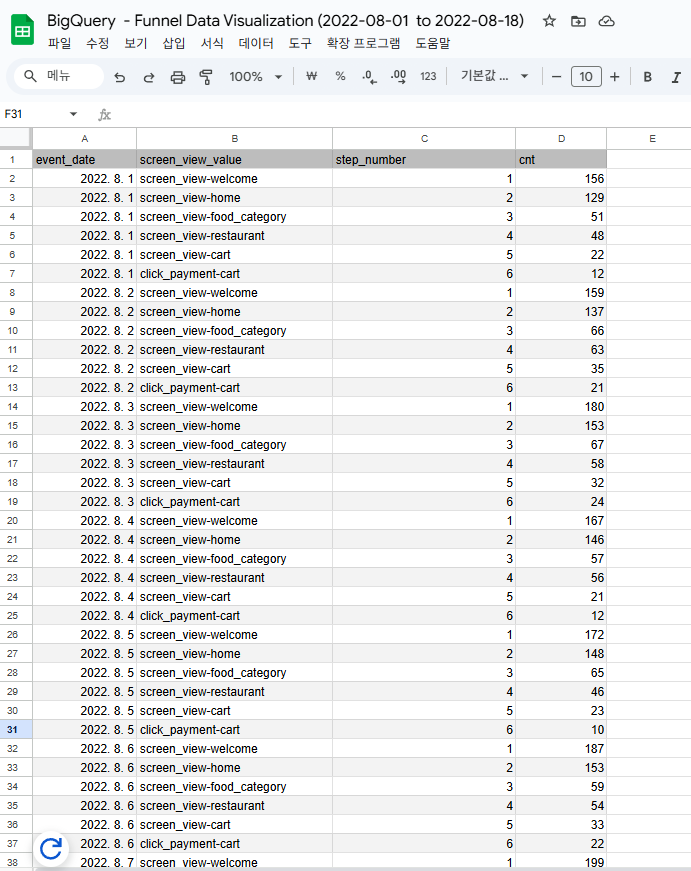 BigQuery - Funnel Data Visualization (2022-08-01 to 2022-08-18)
파일 수정 보기 삽입 서식 데이터 도구 확장 프로그램 도움말
메뉴 100% ₩ % .0 .00 123 기본값 ... 10 B I
F31 fx
A B C D E
1 event_date screen_view_value step_number cnt
2 2022. 8. 1 screen_view-welcome 1 156
3 2022. 8. 1 screen_view-home 2 129
4 2022. 8. 1 screen_view-food_category 3 51
5 2022. 8. 1 screen_view-restaurant 4 48
6 2022. 8. 1 screen_view-cart 5 22
7 2022. 8. 1 click_payment-cart 6 12
8 2022. 8. 2 screen_view-welcome 1 159
9 2022. 8. 2 screen_view-home 2 137
10 2022. 8. 2 screen_view-food_category 3 66
11 2022. 8. 2 screen_view-restaurant 4 63
12 2022. 8. 2 screen_view-cart 5 35
13 2022. 8. 2 click_payment-cart 6 21
14 2022. 8. 3 screen_view-welcome 1 180
15 2022. 8. 3 screen_view-home 2 153
16 2022. 8. 3 screen_view-food_category 3 67
17 2022. 8. 3 screen_view-restaurant 4 58
18 2022. 8. 3 screen_view-cart 5 32
19 2022. 8. 3 click_payment-cart 6 24
20 2022. 8. 4 screen_view-welcome 1 167
21 2022. 8. 4 screen_view-home 2 146
22 2022. 8. 4 screen_view-food_category 3 57
23 2022. 8. 4 screen_view-restaurant 4 56
24 2022. 8. 4 screen_view-cart 5 21
25 2022. 8. 4 click_payment-cart 6 12
26 2022. 8. 5 screen_view-welcome 1 172
27 2022. 8. 5 screen_view-home 2 148
28 2022. 8. 5 screen_view-food_category 3 65
29 2022. 8. 5 screen_view-restaurant 4 46
30 2022. 8. 5 screen_view-cart 5 23
31 2022. 8. 5 click_payment-cart 6 10
32 2022. 8. 6 screen_view-welcome 1 187
33 2022. 8. 6 screen_view-home 2 153
34 2022. 8. 6 screen_view-food_category 3 59
35 2022. 8. 6 screen_view-restaurant 4 54
36 2022. 8. 6 screen_view-cart 5 33
37 2022. 8. 6 click_payment-cart 6 22
38 2022. 8. 7 screen_view-welcome 1 199